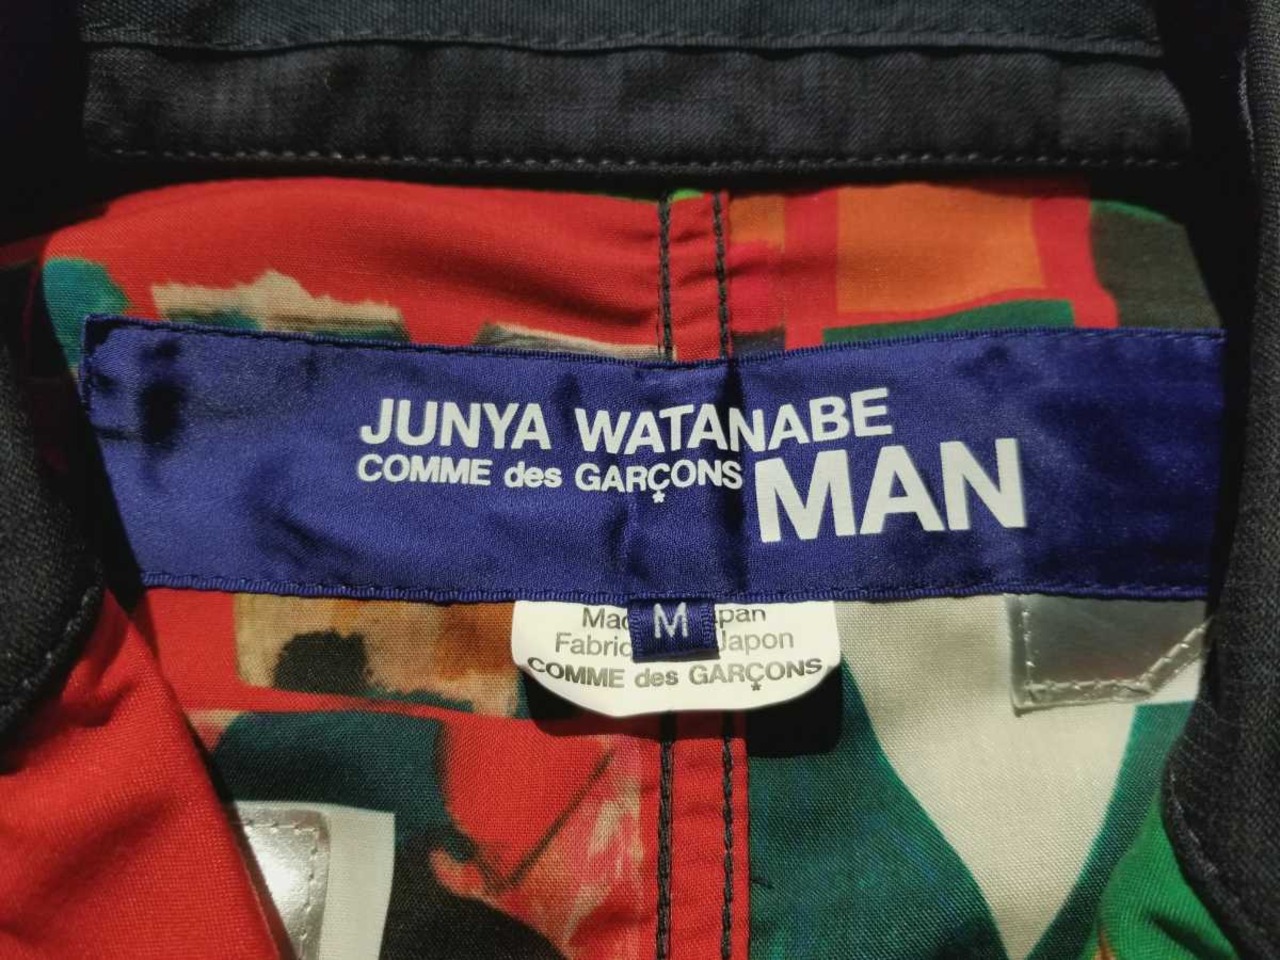 JUNYA WATANABE
COMME des GARÇONS MAN
M
Japon
COMME des GARÇONS